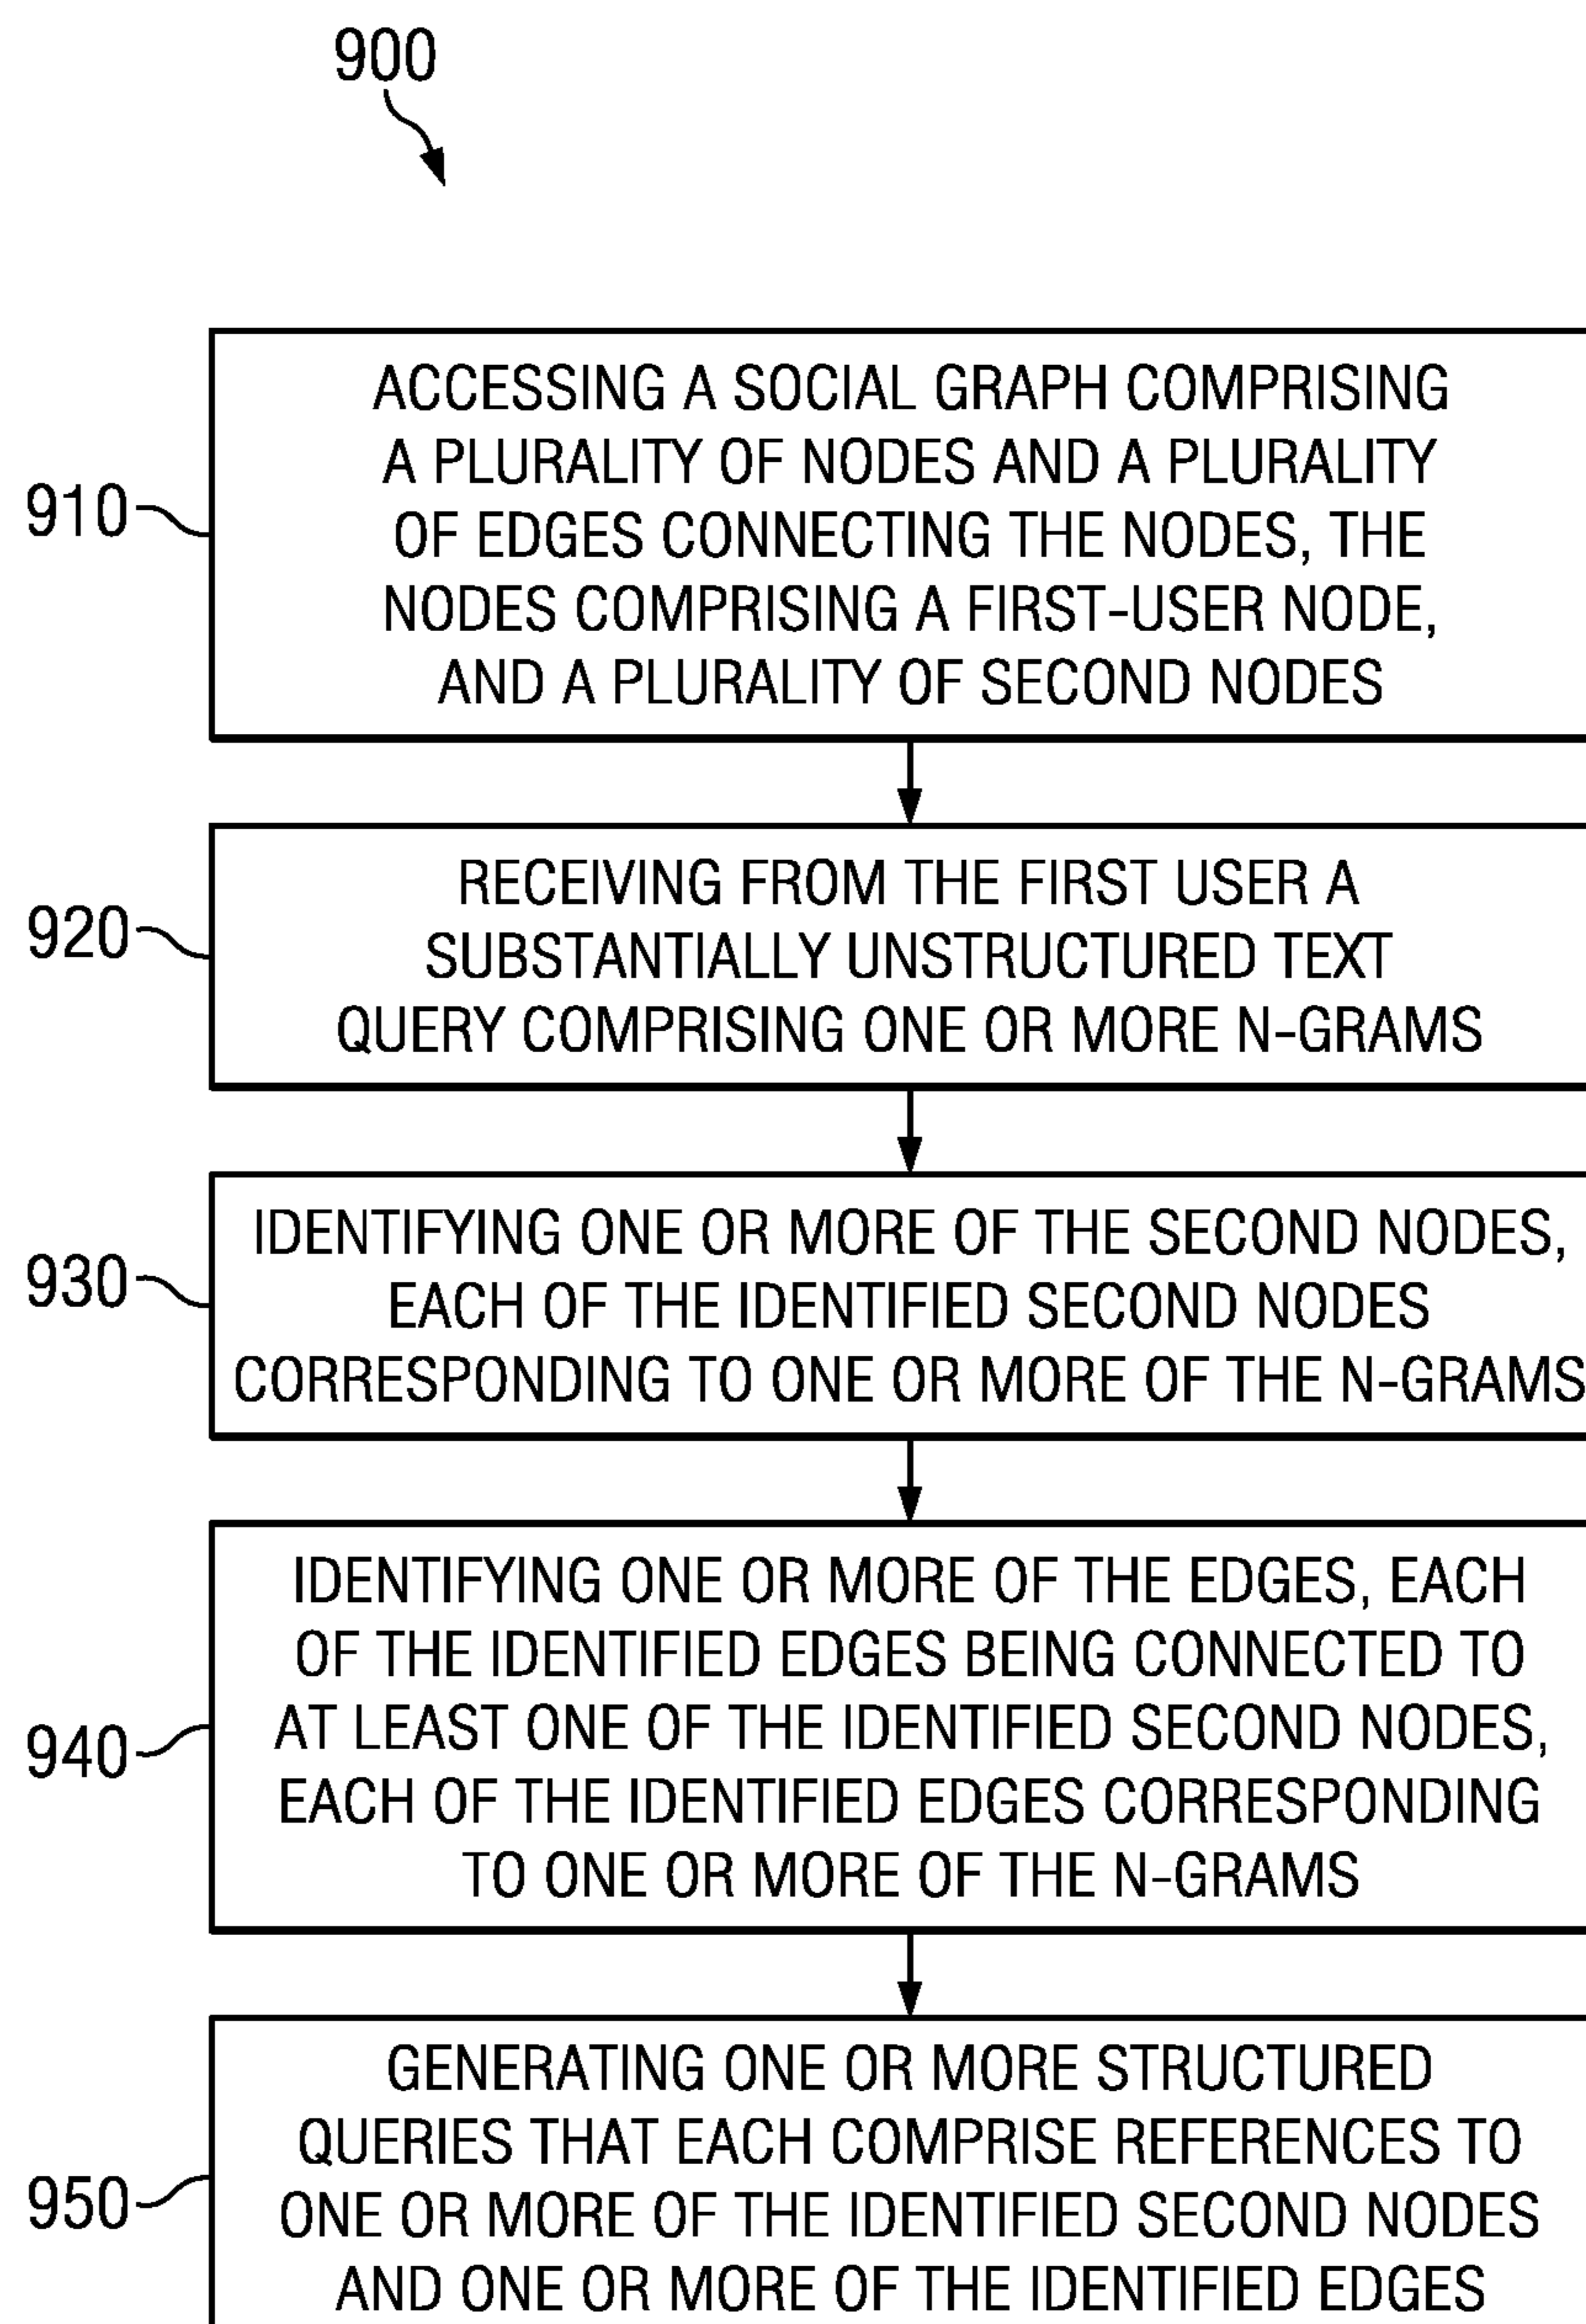 900
910
ACCESSING A SOCIAL GRAPH COMPRISING
A PLURALITY OF NODES AND A PLURALITY
OF EDGES CONNECTING THE NODES, THE
NODES COMPRISING A FIRST-USER NODE,
AND A PLURALITY OF SECOND NODES
920
RECEIVING FROM THE FIRST USER A
SUBSTANTIALLY UNSTRUCTURED TEXT
QUERY COMPRISING ONE OR MORE N-GRAMS
930
IDENTIFYING ONE OR MORE OF THE SECOND NODES,
EACH OF THE IDENTIFIED SECOND NODES
CORRESPONDING TO ONE OR MORE OF THE N-GRAMS
940
IDENTIFYING ONE OR MORE OF THE EDGES, EACH
OF THE IDENTIFIED EDGES BEING CONNECTED TO
AT LEAST ONE OF THE IDENTIFIED SECOND NODES,
EACH OF THE IDENTIFIED EDGES CORRESPONDING
TO ONE OR MORE OF THE N-GRAMS
950
GENERATING ONE OR MORE STRUCTURED
QUERIES THAT EACH COMPRISE REFERENCES TO
ONE OR MORE OF THE IDENTIFIED SECOND NODES
AND ONE OR MORE OF THE IDENTIFIED EDGES